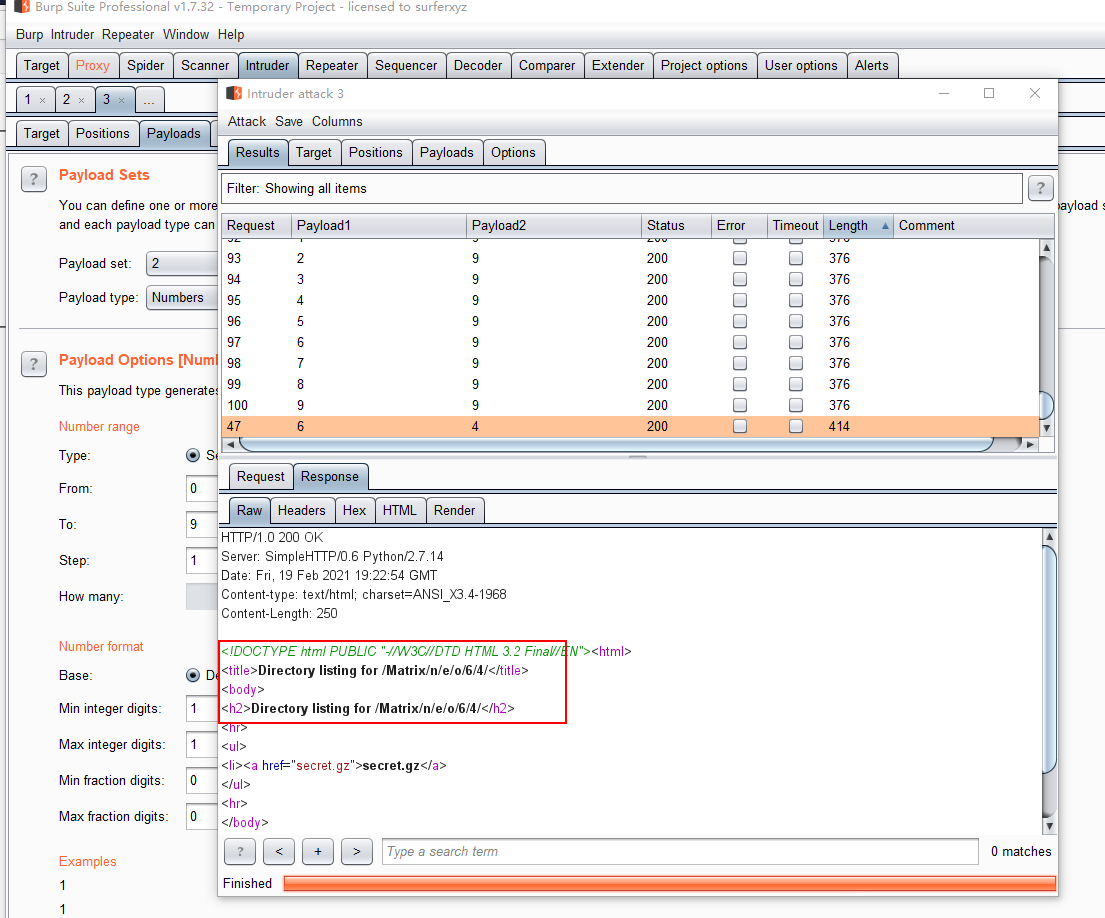 Burp Suite Professional v1.7.32 - Temporary Project - licensed to surferxyz
Burp Intruder Repeater Window Help
Target Proxy Spider Scanner Intruder Repeater Sequencer Decoder Comparer Extender Project options User options Alerts
1 × 2 × 3 × ...
Target Positions Payloads
Payload Sets
You can define one or more
ayload s
and each payload type can
Payload set: 2
Payload type: Numbers
Payload Options [Num
This payload type generates
Number range
Type: Se
From: 0
To: 9
Step: 1
How many:
Number format
Base: De
Min integer digits: 1
Max integer digits: 1
Min fraction digits: 0
Max fraction digits: 0
Examples
1
1
Intruder attack 3
Attack Save Columns
Results Target Positions Payloads Options
Filter: Showing all items ?
Request Payload1 Payload2 Status Error Timeout Length Comment
92 1 9 200 376
93 2 9 200 376
94 3 9 200 376
95 4 9 200 376
96 5 9 200 376
97 6 9 200 376
98 7 9 200 376
99 8 9 200 376
100 9 9 200 376
47 6 4 200 414
Request Response
Raw Headers Hex HTML Render
HTTP/1.0 200 OK
Server: SimpleHTTP/0.6 Python/2.7.14
Date: Fri, 19 Feb 2021 19:22:54 GMT
Content-type: text/html; charset=ANSI_X3.4-1968
Content-Length: 250
<!DOCTYPE html PUBLIC "-//W3C//DTD HTML 3.2 Final//EN"><html>
<title>Directory listing for /Matrix/n/e/o/6/4/</title>
<body>
<h2>Directory listing for /Matrix/n/e/o/6/4/</h2>
<hr>
<ul>
<li><a href="secret.gz">secret.gz</a>
</ul>
<hr>
</body>
? < + > Type a search term 0 matches
Finished